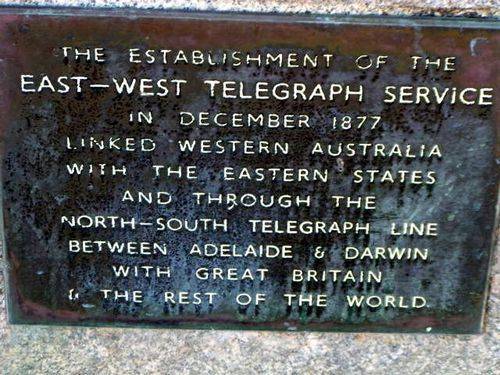 THE ESTABLISHMENT OF THE
EAST-WEST TELEGRAPH SERVICE
IN DECEMBER 1877
LINKED WESTERN AUSTRALIA
WITH THE EASTERN STATES
AND THROUGH THE
NORTH-SOUTH TELEGRAPH LINE
BETWEEN ADELAIDE & DARWIN
WITH GREAT BRITAIN
& THE REST OF THE WORLD